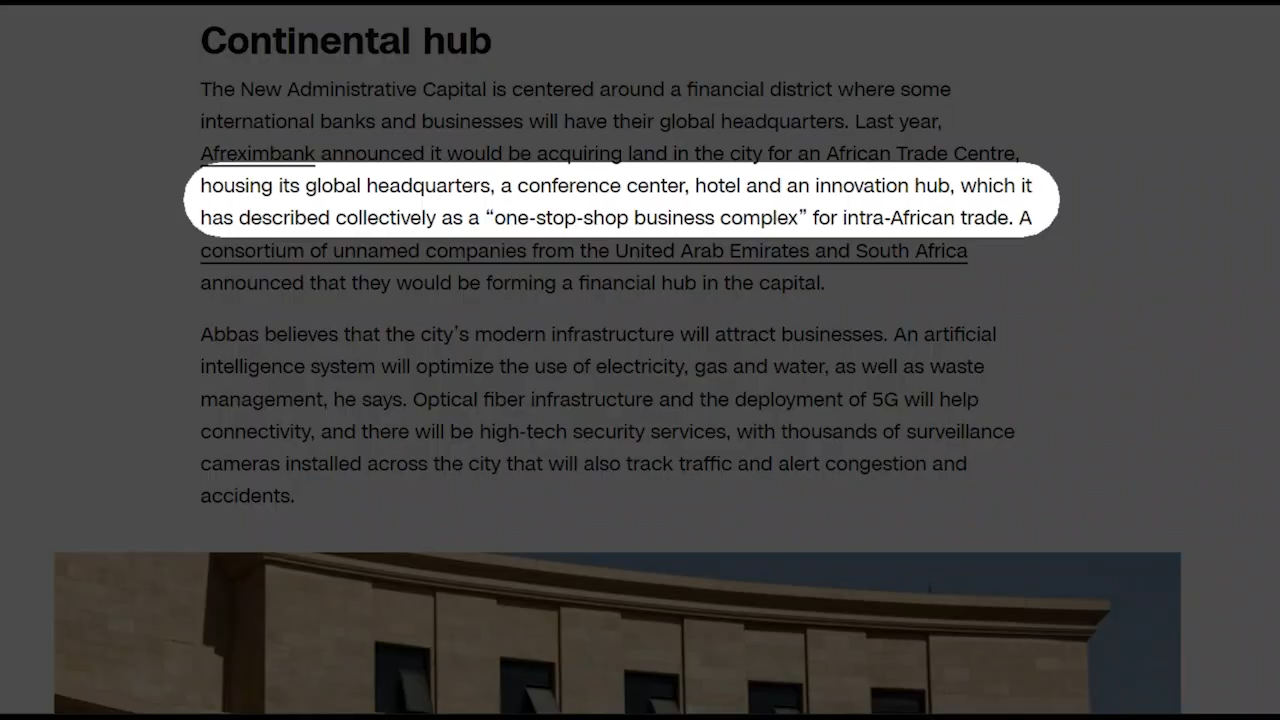 Continental hub
The New Administrative Capital is centered around a financial district where some
international banks and businesses will have their global headquarters. Last year,
Afreximbank announced it would be acquiring land in the city for an African Trade Centre,
housing its global headquarters, a conference center, hotel and an innovation hub, which it
has described collectively as a “one-stop-shop business complex” for intra-African trade. A
consortium of unnamed companies from the United Arab Emirates and South Africa
announced that they would be forming a financial hub in the capital.
Abbas believes that the city’s modern infrastructure will attract businesses. An artificial
intelligence system will optimize the use of electricity, gas and water, as well as waste
management, he says. Optical fiber infrastructure and the deployment of 5G will help
connectivity, and there will be high-tech security services, with thousands of surveillance
cameras installed across the city that will also track traffic and alert congestion and
accidents.